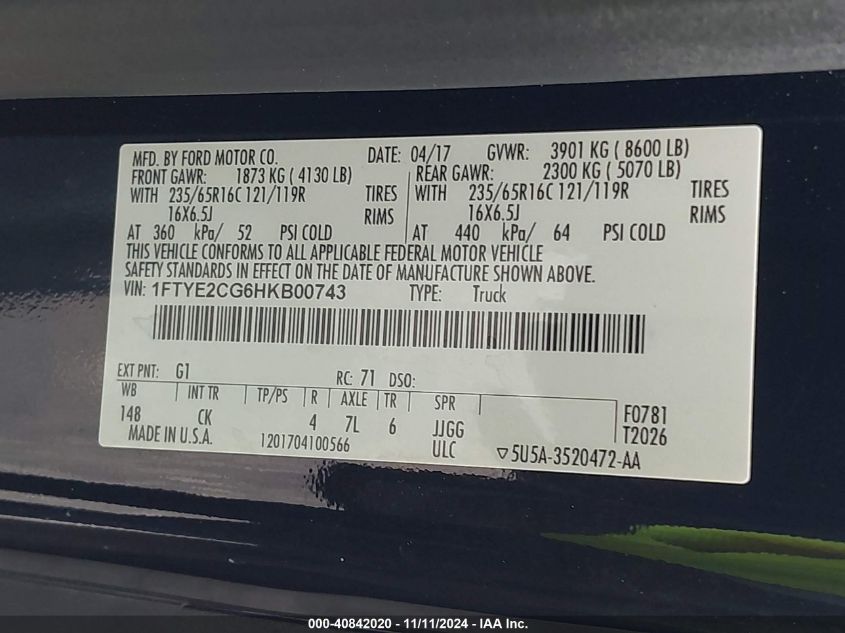 MFD. BY FORD MOTOR CO. DATE: 04/17 GVWR: 3901 KG ( 8600 LB)
FRONT GAWR: 1873 KG ( 4130 LB) REAR GAWR: 2300 KG ( 5070 LB)
WITH 235/65R16C 121/119R TIRES WITH 235/65R16C 121/119R TIRES
16X6.5J RIMS 16X6.5J RIMS
AT 360 kPa/ 52 PSI COLD AT 440 kPa/ 64 PSI COLD
THIS VEHICLE CONFORMS TO ALL APPLICABLE FEDERAL MOTOR VEHICLE
SAFETY STANDARDS IN EFFECT ON THE DATE OF MANUFACTURE SHOWN ABOVE.
VIN: 1FTYE2CG6HKB00743 TYPE: Truck
EXT PNT: G1 RC: 71 DSO:
WB INT TR TP/PS R AXLE TR SPR
148 CK 4 7L 6 JJGG F0781
MADE IN U.S.A. 1201704100566 ULC T2026
▽5U5A-3520472-AA
000-40842020 - 11/11/2024 - IAA Inc.